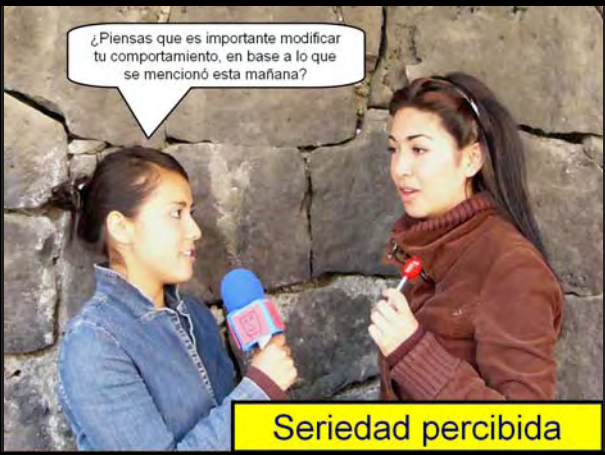 ¿Piensas que es importante modificar
tu comportamiento, en base a lo que
se mencionó esta mañana?
Seriedad percibida